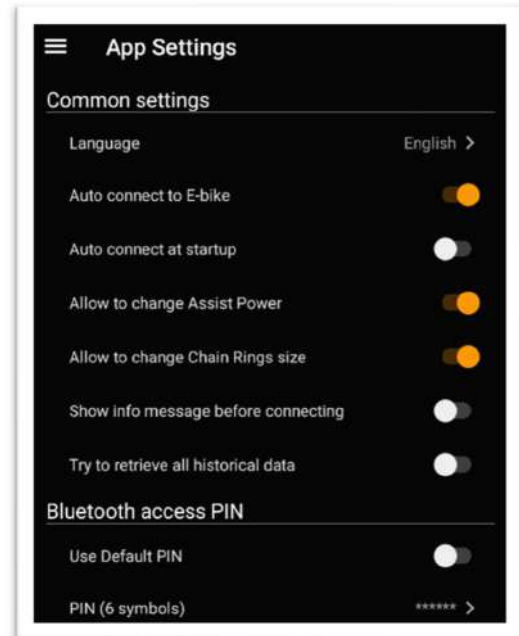 App Settings
Common settings
Language English >
Auto connect to E-bike
Auto connect at startup
Allow to change Assist Power
Allow to change Chain Rings size
Show info message before connecting
Try to retrieve all historical data
Bluetooth access PIN
Use Default PIN
PIN (6 symbols) ****** >